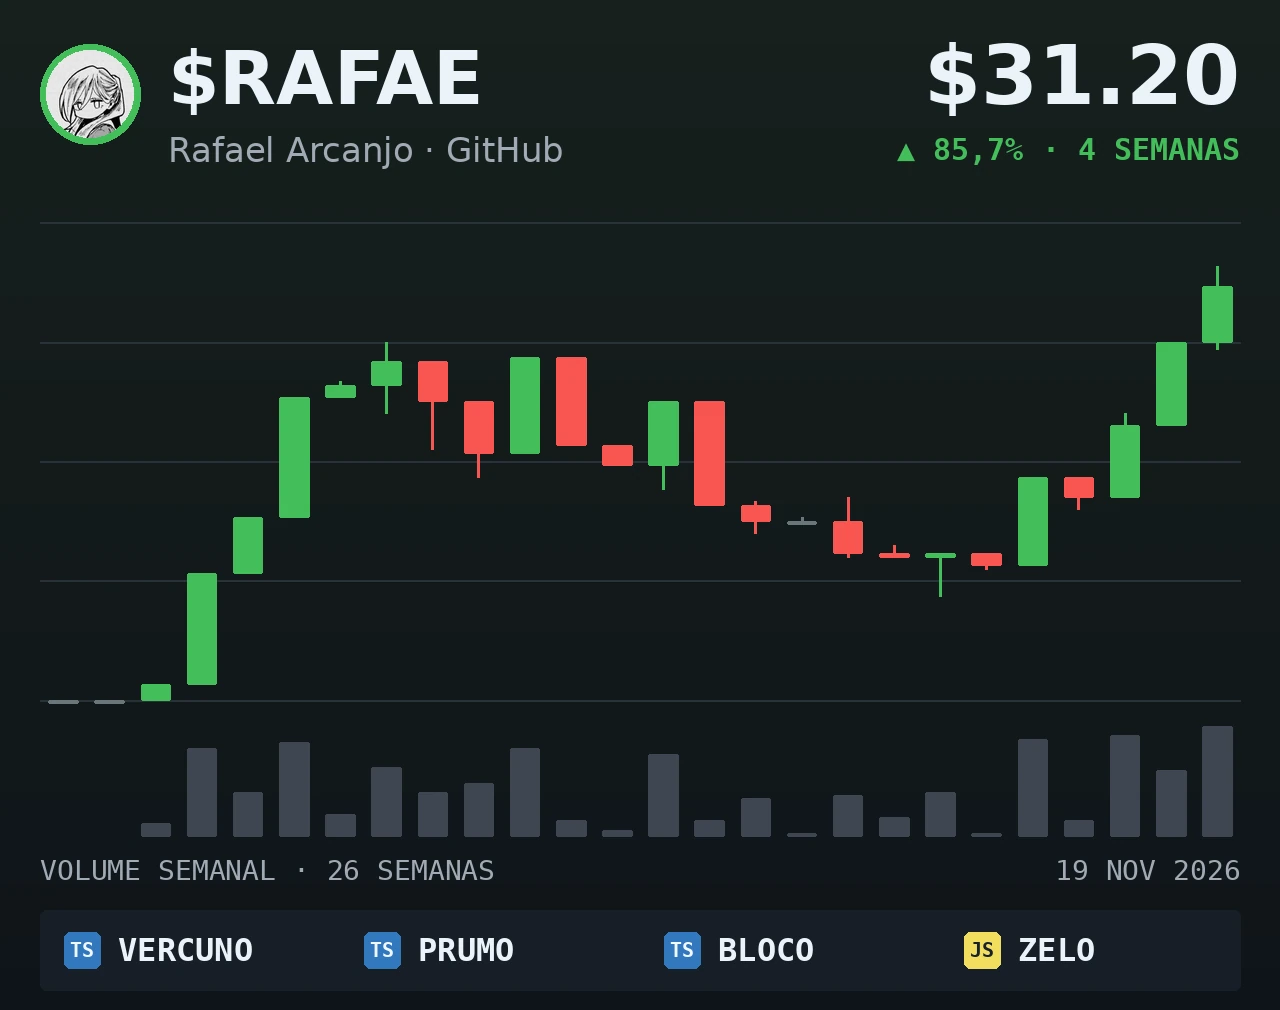 $RAFAE
$31.20
Rafael Arcanjo · GitHub
▲ 85,7% · 4 SEMANAS
VOLUME SEMANAL · 26 SEMANAS
19 NOV 2026
TS VERCUNO
TS PRUMO
TS BLOCO
JS ZELO